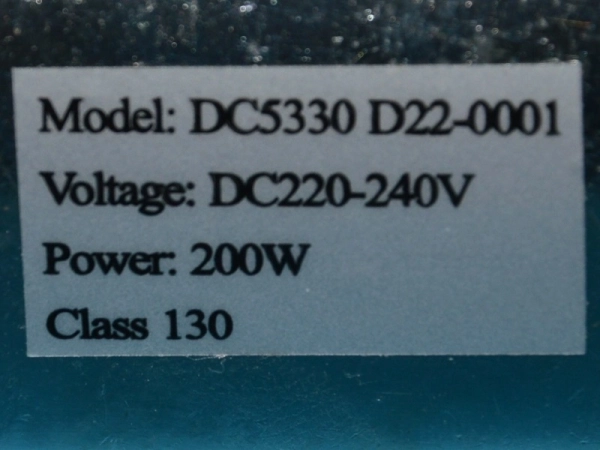 Model: DC5330 D22-0001
Voltage: DC220-240V
Power: 200W
Class 130